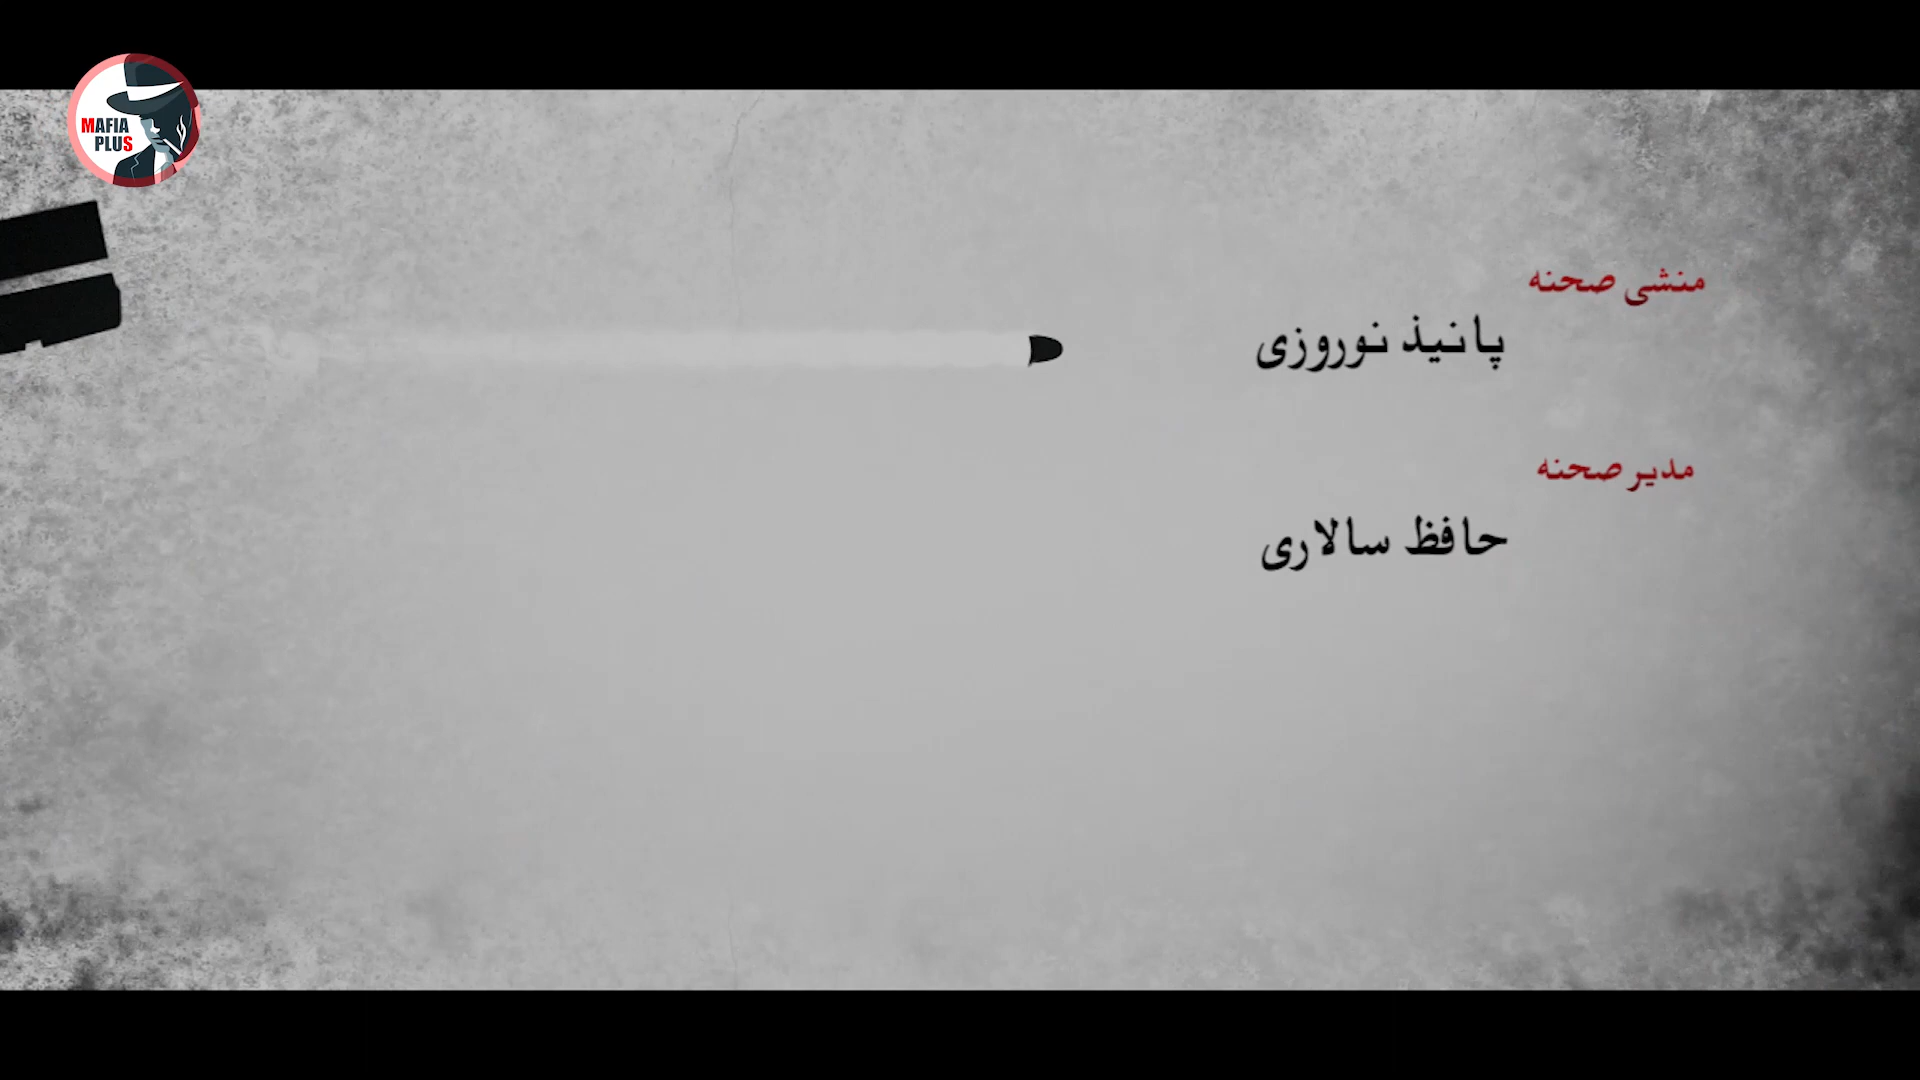 MAFIA
PLUS
منشی صحنه
پانیذ نوروزی
مدیر صحنه
حافظ سالاری